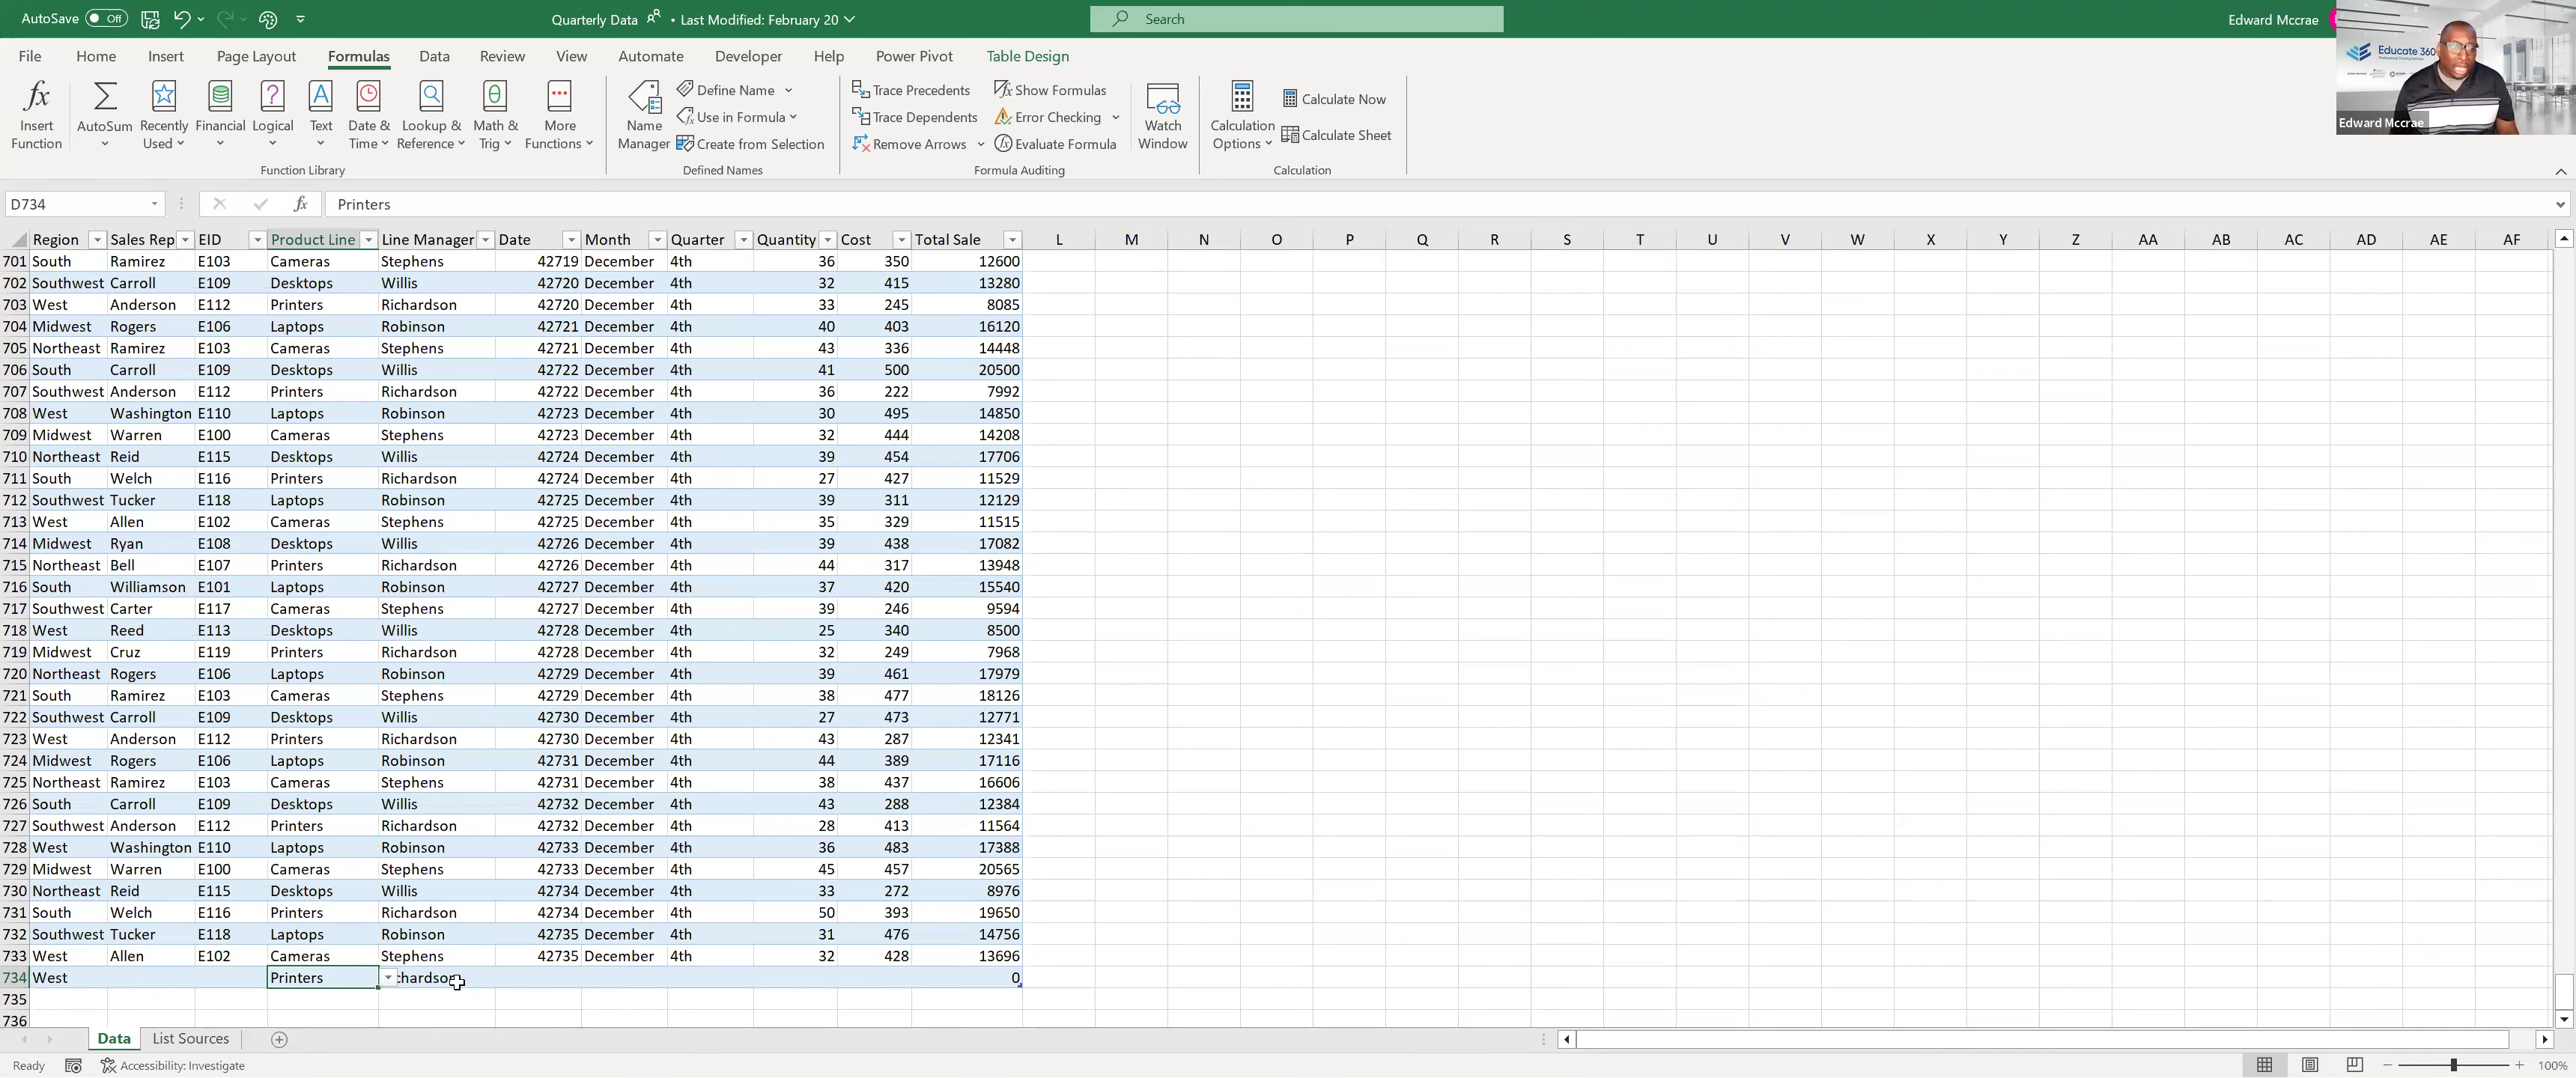 AutoSave Off Quarterly Data • Last Modified: February 20 Search Edward Mccrae
File Home Insert Page Layout Formulas Data Review View Automate Developer Help Power Pivot Table Design
Educate 360
Edward Mccrae
Insert Function AutoSum Recently Used Financial Logical Text Date & Time Lookup & Reference Math & Trig More Functions
Function Library
Name Manager Define Name Use in Formula Create from Selection
Defined Names
Trace Precedents Trace Dependents Remove Arrows Show Formulas Error Checking Evaluate Formula
Formula Auditing
Watch Window
Calculation Options Calculate Now Calculate Sheet
Calculation
D734 fx Printers
Region Sales Rep EID Product Line Line Manager Date Month Quarter Quantity Cost Total Sale L M N O P Q R S T U V W X Y Z AA AB AC AD AE AF
701 South Ramirez E103 Cameras Stephens 42719 December 4th 36 350 12600
702 Southwest Carroll E109 Desktops Willis 42720 December 4th 32 415 13280
703 West Anderson E112 Printers Richardson 42720 December 4th 33 245 8085
704 Midwest Rogers E106 Laptops Robinson 42721 December 4th 40 403 16120
705 Northeast Ramirez E103 Cameras Stephens 42721 December 4th 43 336 14448
706 South Carroll E109 Desktops Willis 42722 December 4th 41 500 20500
707 Southwest Anderson E112 Printers Richardson 42722 December 4th 36 222 7992
708 West Washington E110 Laptops Robinson 42723 December 4th 30 495 14850
709 Midwest Warren E100 Cameras Stephens 42723 December 4th 32 444 14208
710 Northeast Reid E115 Desktops Willis 42724 December 4th 39 454 17706
711 South Welch E116 Printers Richardson 42724 December 4th 27 427 11529
712 Southwest Tucker E118 Laptops Robinson 42725 December 4th 39 311 12129
713 West Allen E102 Cameras Stephens 42725 December 4th 35 329 11515
714 Midwest Ryan E108 Desktops Willis 42726 December 4th 39 438 17082
715 Northeast Bell E107 Printers Richardson 42726 December 4th 44 317 13948
716 South Williamson E101 Laptops Robinson 42727 December 4th 37 420 15540
717 Southwest Carter E117 Cameras Stephens 42727 December 4th 39 246 9594
718 West Reed E113 Desktops Willis 42728 December 4th 25 340 8500
719 Midwest Cruz E119 Printers Richardson 42728 December 4th 32 249 7968
720 Northeast Rogers E106 Laptops Robinson 42729 December 4th 39 461 17979
721 South Ramirez E103 Cameras Stephens 42729 December 4th 38 477 18126
722 Southwest Carroll E109 Desktops Willis 42730 December 4th 27 473 12771
723 West Anderson E112 Printers Richardson 42730 December 4th 43 287 12341
724 Midwest Rogers E106 Laptops Robinson 42731 December 4th 44 389 17116
725 Northeast Ramirez E103 Cameras Stephens 42731 December 4th 38 437 16606
726 South Carroll E109 Desktops Willis 42732 December 4th 43 288 12384
727 Southwest Anderson E112 Printers Richardson 42732 December 4th 28 413 11564
728 West Washington E110 Laptops Robinson 42733 December 4th 36 483 17388
729 Midwest Warren E100 Cameras Stephens 42733 December 4th 45 457 20565
730 Northeast Reid E115 Desktops Willis 42734 December 4th 33 272 8976
731 South Welch E116 Printers Richardson 42734 December 4th 50 393 19650
732 Southwest Tucker E118 Laptops Robinson 42735 December 4th 31 476 14756
733 West Allen E102 Cameras Stephens 42735 December 4th 32 428 13696
734 West Printers chardson 0
735
736
Data List Sources
Ready Accessibility: Investigate 100%